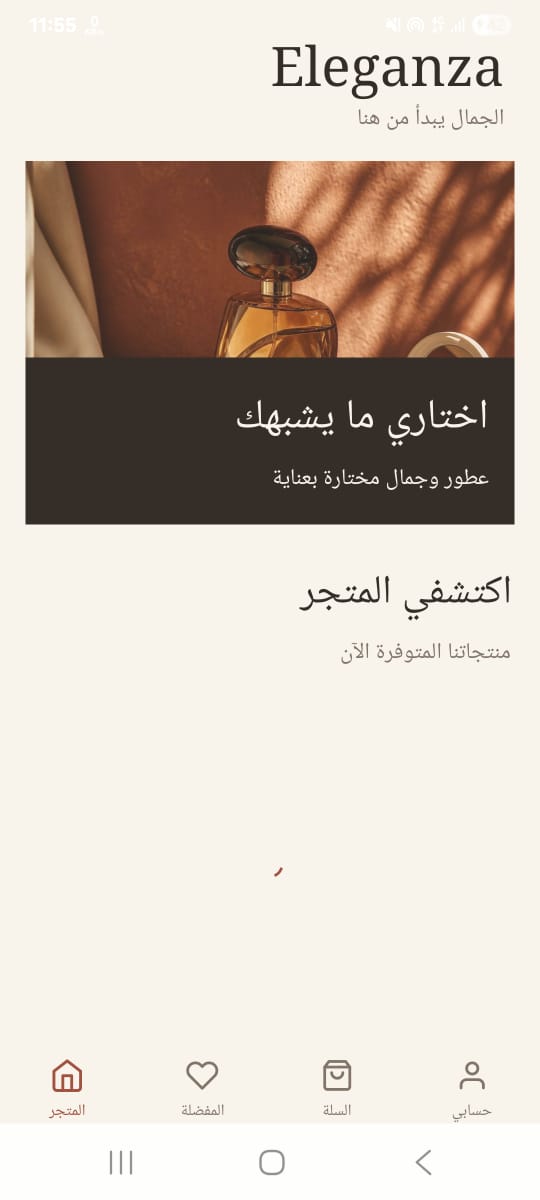 11:55
Eleganza
الجمال يبدأ من هنا
اختاري ما يشبهك
عطور وجمال مختارة بعناية
اكتشفي المتجر
منتجاتنا المتوفرة الآن
حسابي
السلة
المفضلة
المتجر